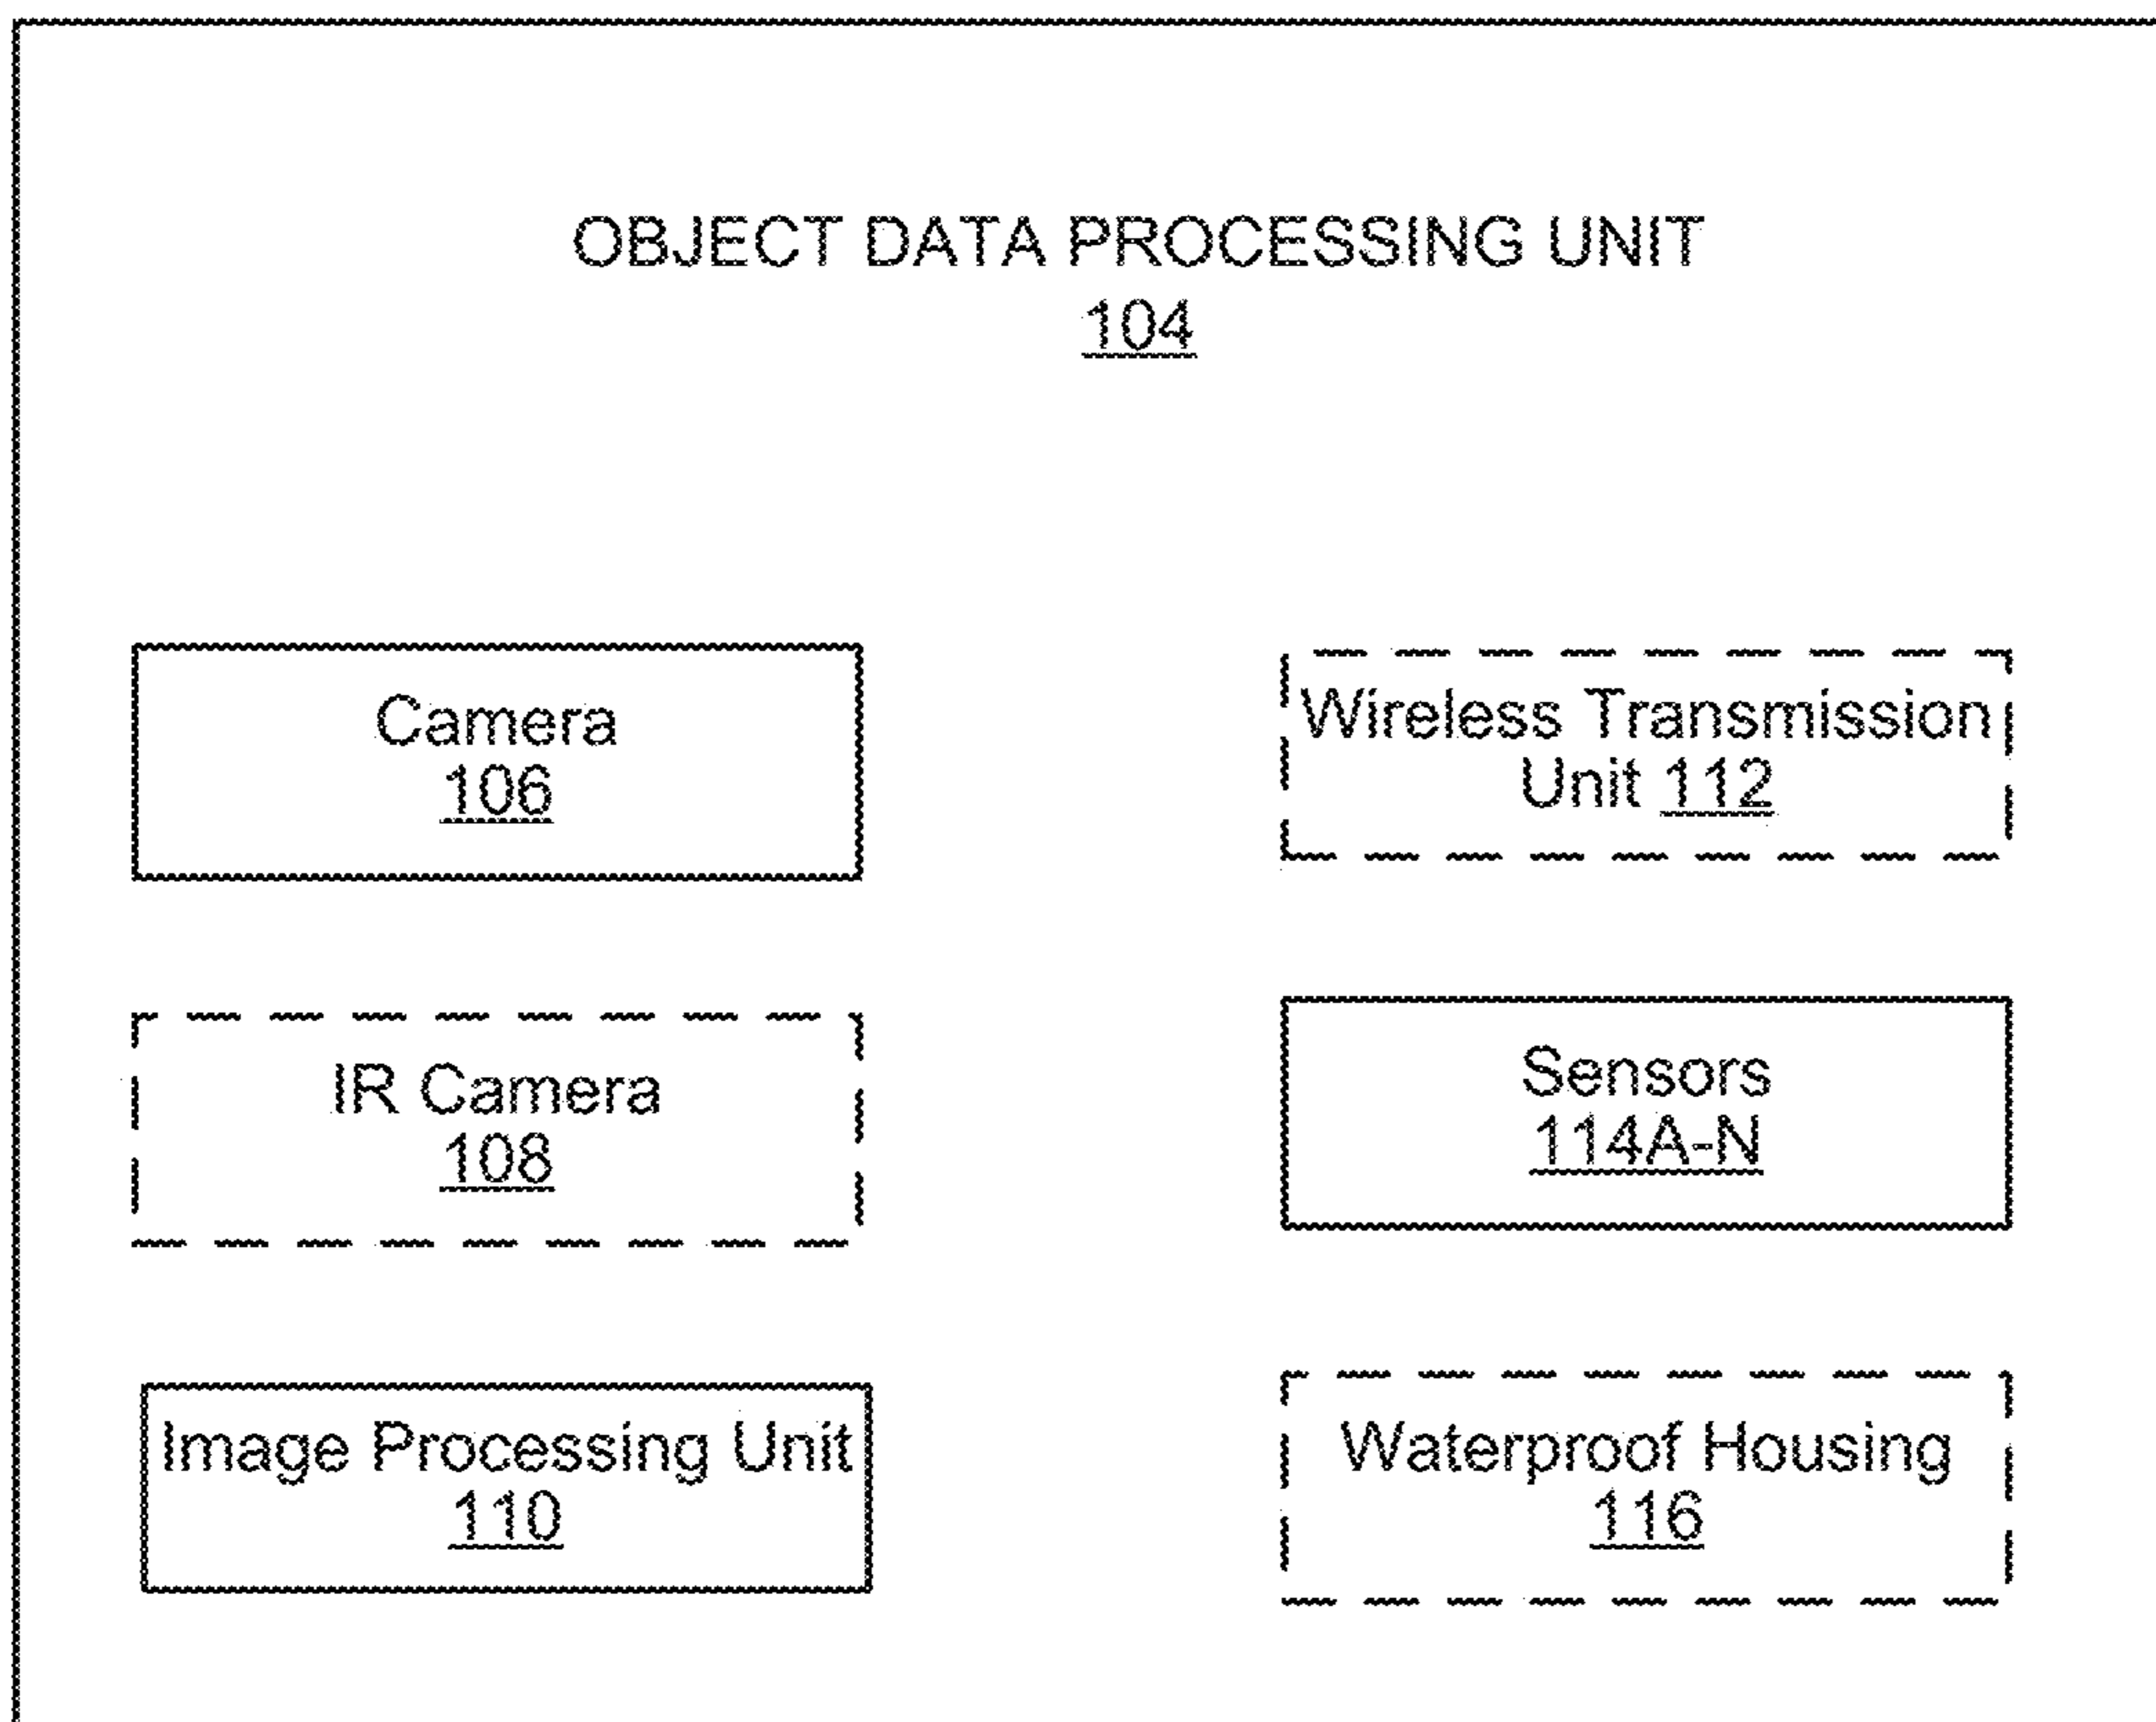 OBJECT DATA PROCESSING UNIT
104
Camera
106
IR Camera
108
Image Processing Unit
110
Wireless Transmission
Unit 112
Sensors
114A-N
Waterproof Housing
116